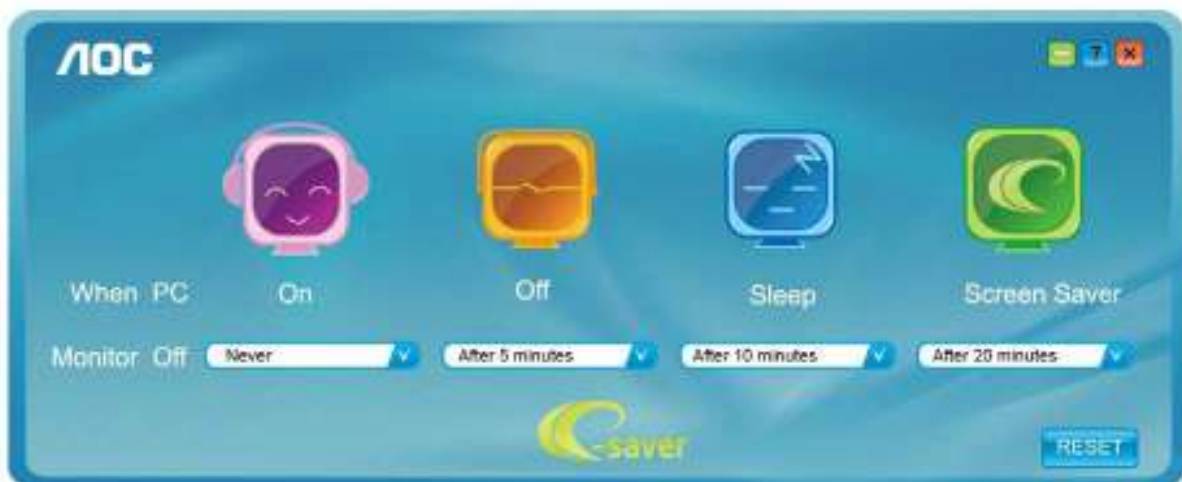 AOC
?
When PC On Off Sleep Screen Saver
Monitor Off Never After 5 minutes After 10 minutes After 20 minutes
e-saver
RESET